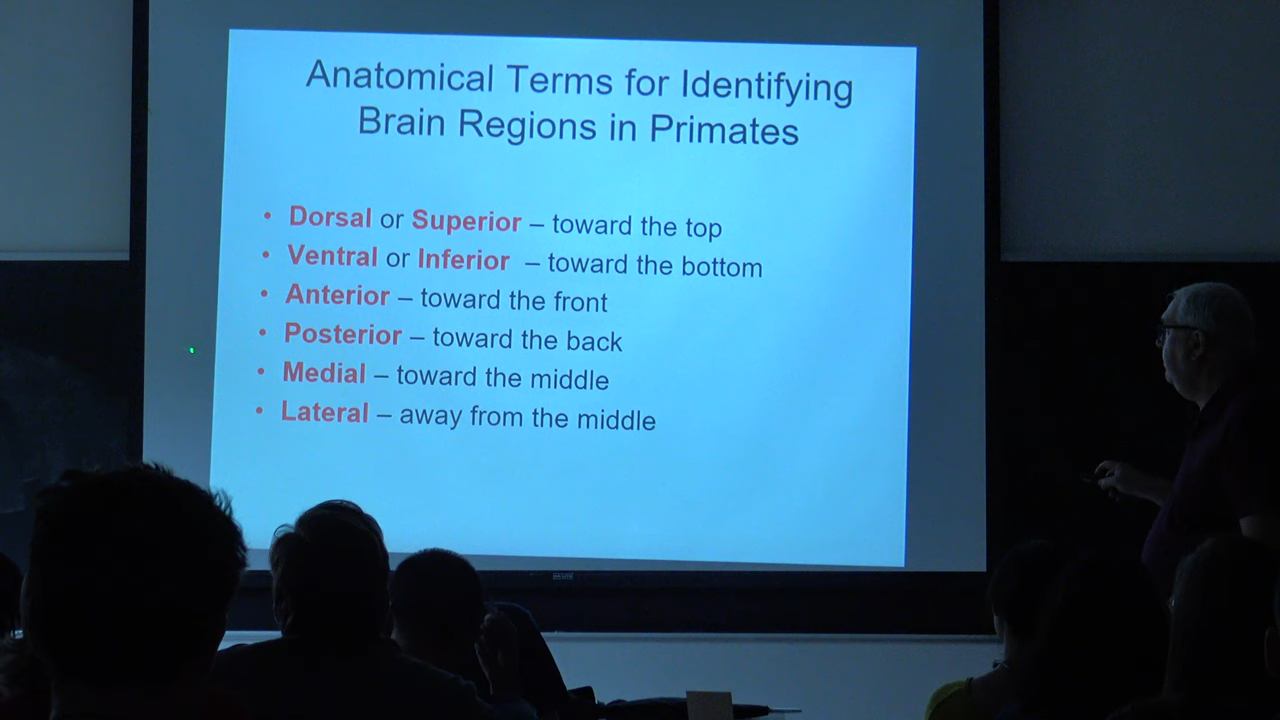 Anatomical Terms for Identifying
Brain Regions in Primates
• Dorsal or Superior – toward the top
• Ventral or Inferior – toward the bottom
• Anterior – toward the front
• Posterior – toward the back
• Medial – toward the middle
• Lateral – away from the middle